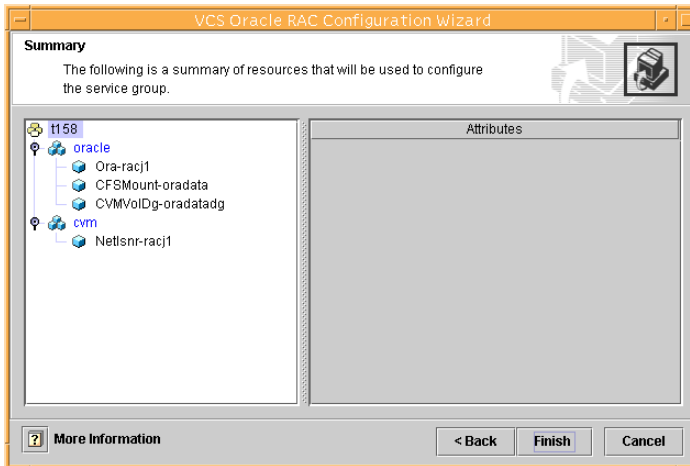 VCS Oracle RAC Configuration Wizard
Summary
The following is a summary of resources that will be used to configure
the service group.
t158
oracle
Ora-racj1
CFSMount-oradata
CVMVolDg-oradatadg
cvm
Netlsnr-racj1
Attributes
? More Information
< Back
Finish
Cancel